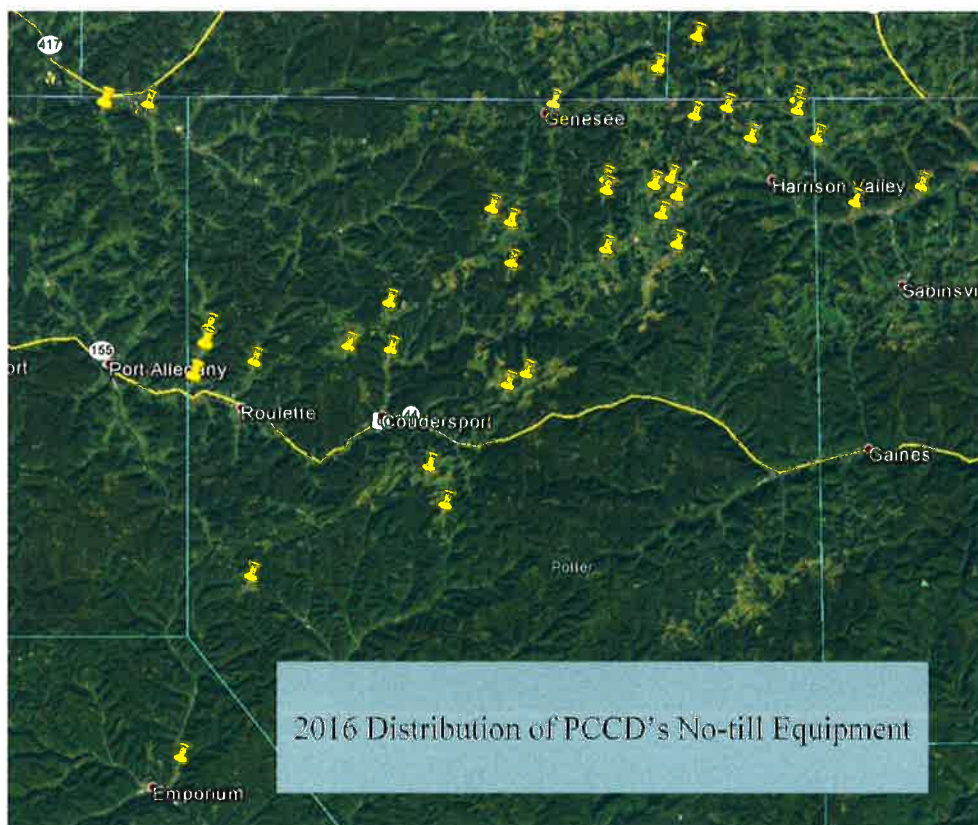 417
Genesee
Harrison Valley
Sabinsvi
155
ort
Port Allegany
Roulette
Coudersport
Gaines
Potter
2016 Distribution of PCCD's No-till Equipment
Emporium